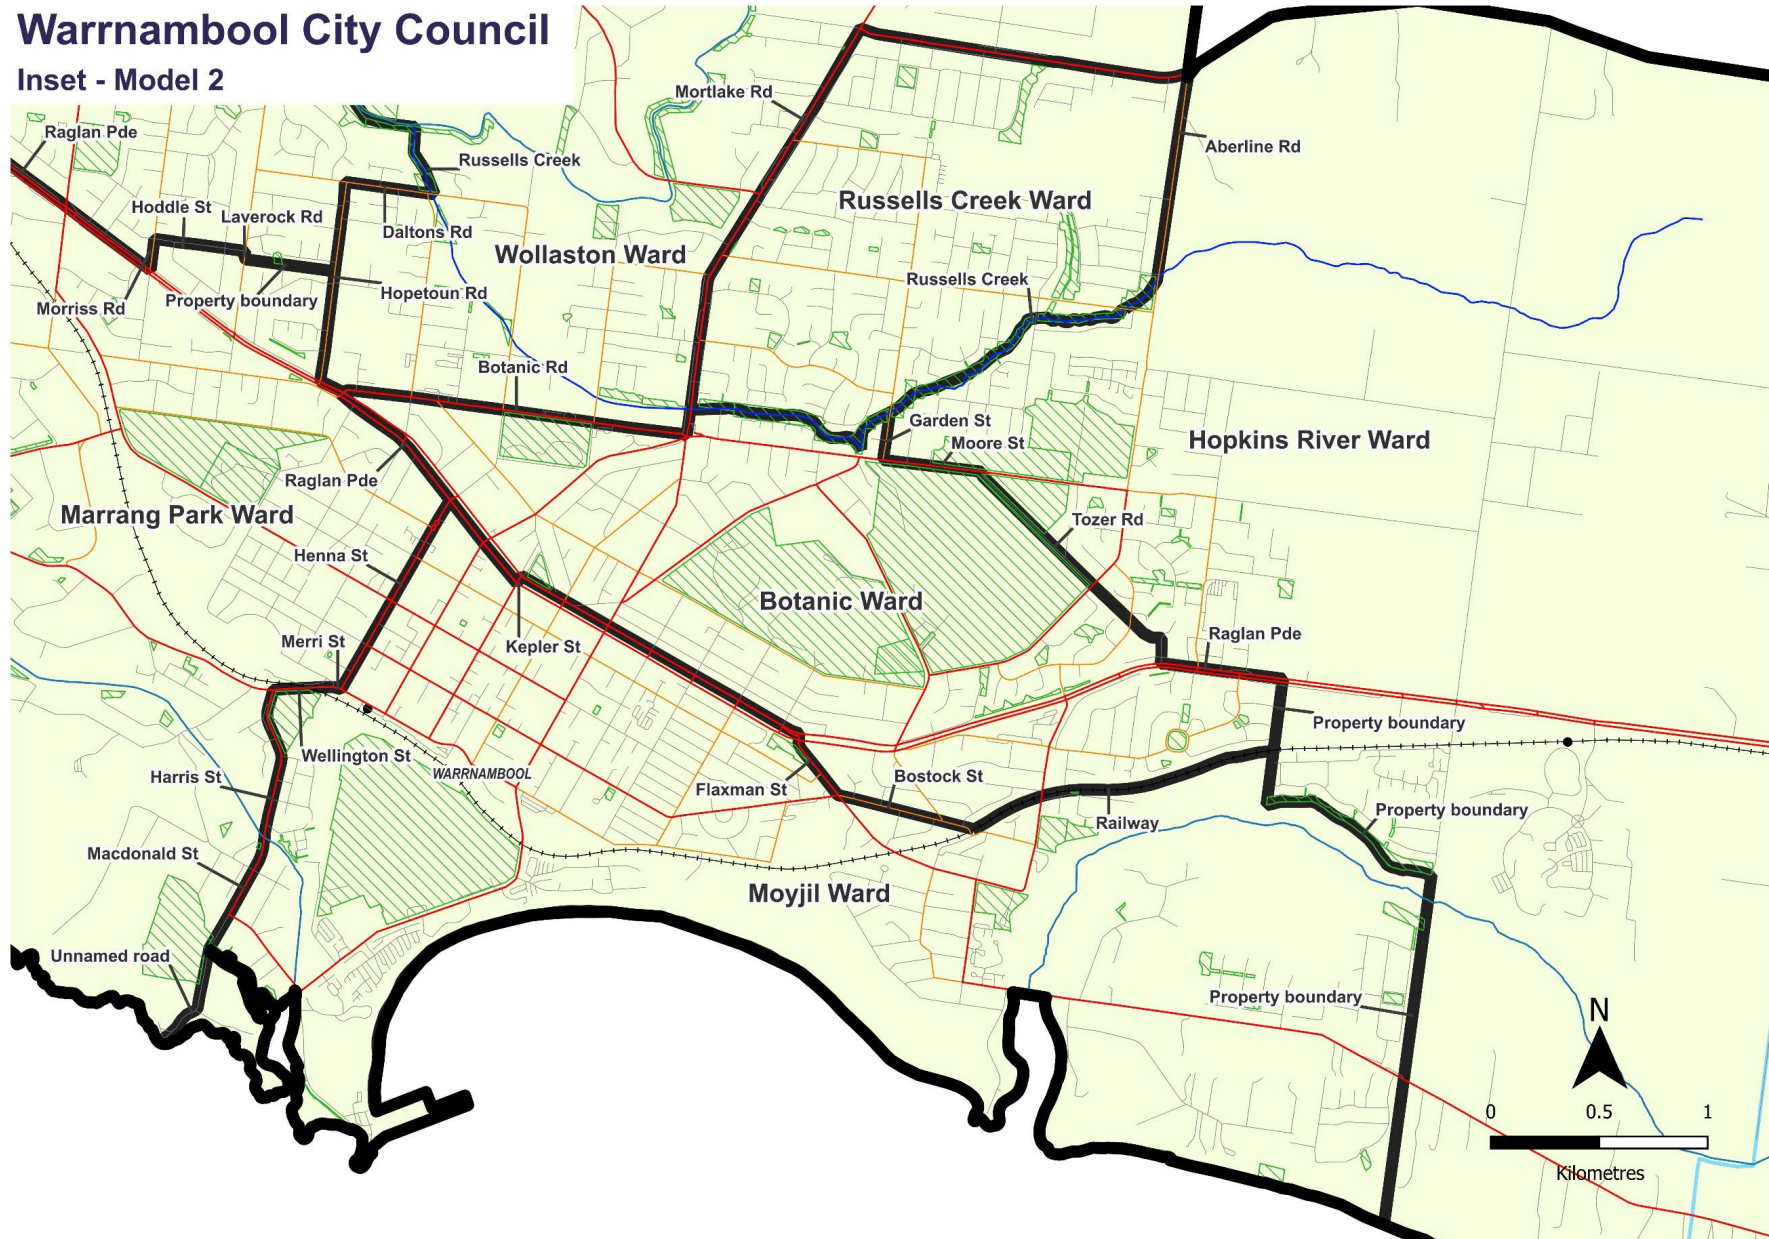 Warrnambool City Council
Inset - Model 2
Mortlake Rd
Raglan Pde
Aberline Rd
Russells Creek
Russells Creek Ward
Hoddle St
Laverock Rd
Daltons Rd
Wollaston Ward
Russells Creek
Hopetoun Rd
Property boundary
Morriss Rd
Botanic Rd
Garden St
Moore St
Hopkins River Ward
Raglan Pde
Marrang Park Ward
Tozer Rd
Henna St
Botanic Ward
Raglan Pde
Merri St
Kepler St
Property boundary
Wellington St
WARRNAMBOOL
Harris St
Flaxman St
Bostock St
Property boundary
Railway
Macdonald St
Moyjil Ward
Unnamed road
Property boundary
N
0 0.5 1
Kilometres